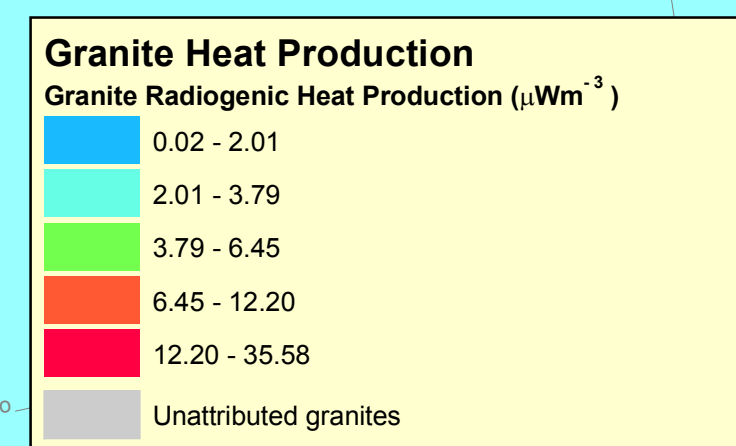 Granite Heat Production
Granite Radiogenic Heat Production (µWm⁻³)
0.02 - 2.01
2.01 - 3.79
3.79 - 6.45
6.45 - 12.20
12.20 - 35.58
Unattributed granites